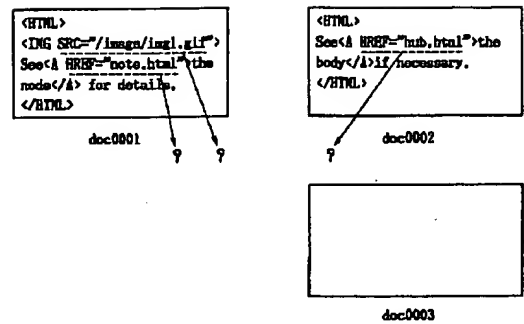 <HTML>
<IMG SRC="/image/img1.gif">
See<A HREF="note.html">the
node</A> for details.
</HTML>
doc0001
? ?
<HTML>
See<A HREF="hub.html">the
body</A>if necessary.
</HTML>
doc0002
?
doc0003